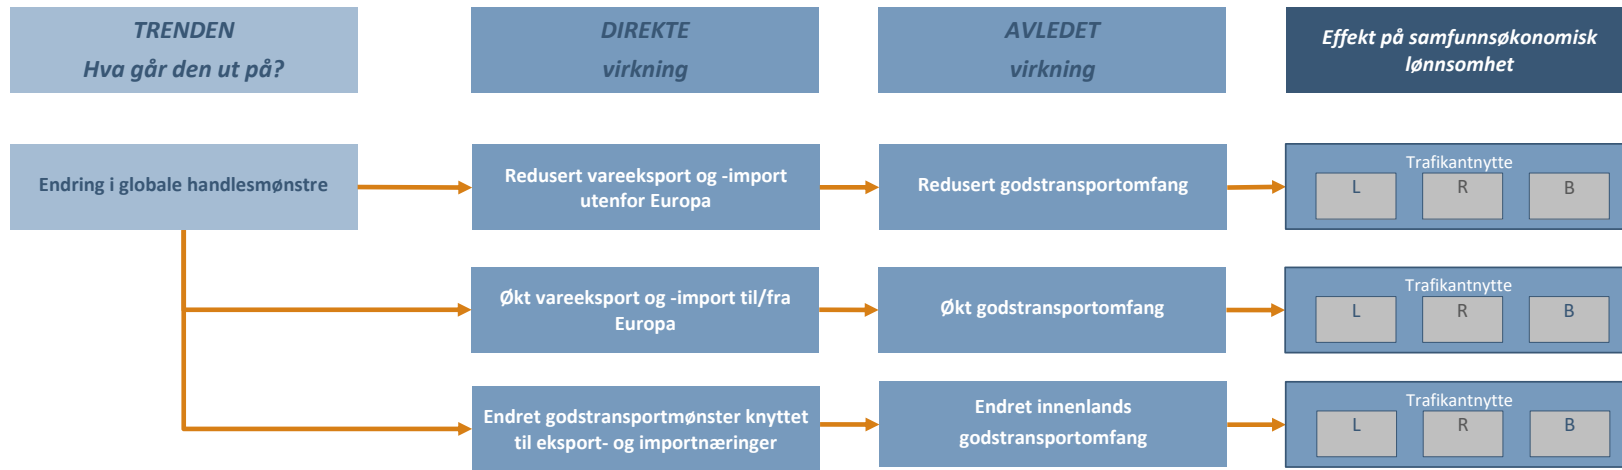 TRENDEN
Hva går den ut på?
DIREKTE
virkning
AVLEDET
virkning
Effekt på samfunnsøkonomisk
lønnsomhet
Endring i globale handlesmønstre
Redusert vareeksport og -import
utenfor Europa
Redusert godstransportomfang
Trafikantnytte
L
R
B
Økt vareeksport og -import til/fra
Europa
Økt godstransportomfang
Trafikantnytte
L
R
B
Endret godstransportmønster knyttet
til eksport- og importnæringer
Endret innenlands
godstransportomfang
Trafikantnytte
L
R
B